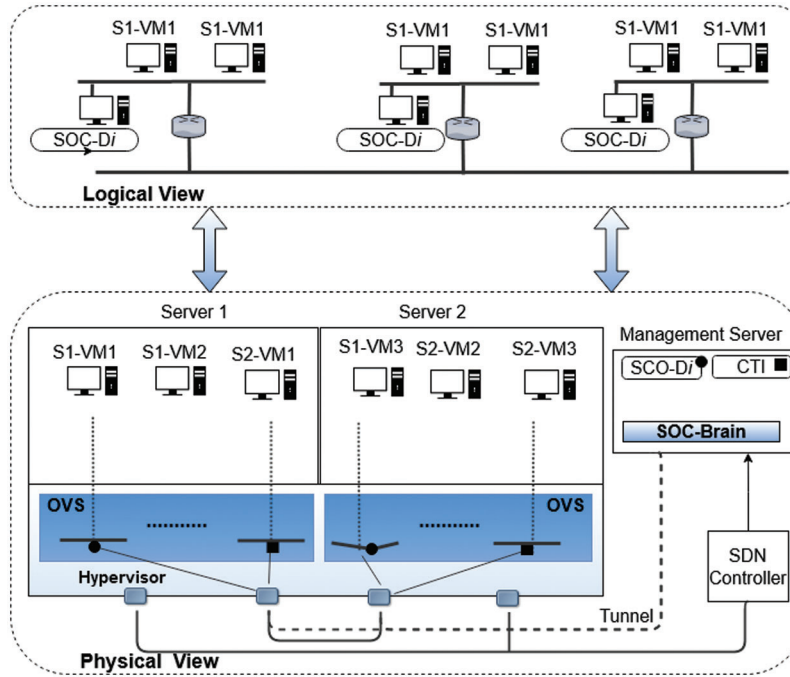 S1-VM1 S1-VM1 S1-VM1 S1-VM1 S1-VM1 S1-VM1
SOC-Di SOC-Di SOC-Di
Logical View
Server 1 Server 2
Management Server
S1-VM1 S1-VM2 S2-VM1 S1-VM3 S2-VM2 S2-VM3
SCO-Di CTI
SOC-Brain
OVS OVS
SDN
Controller
Hypervisor
Tunnel
Physical View